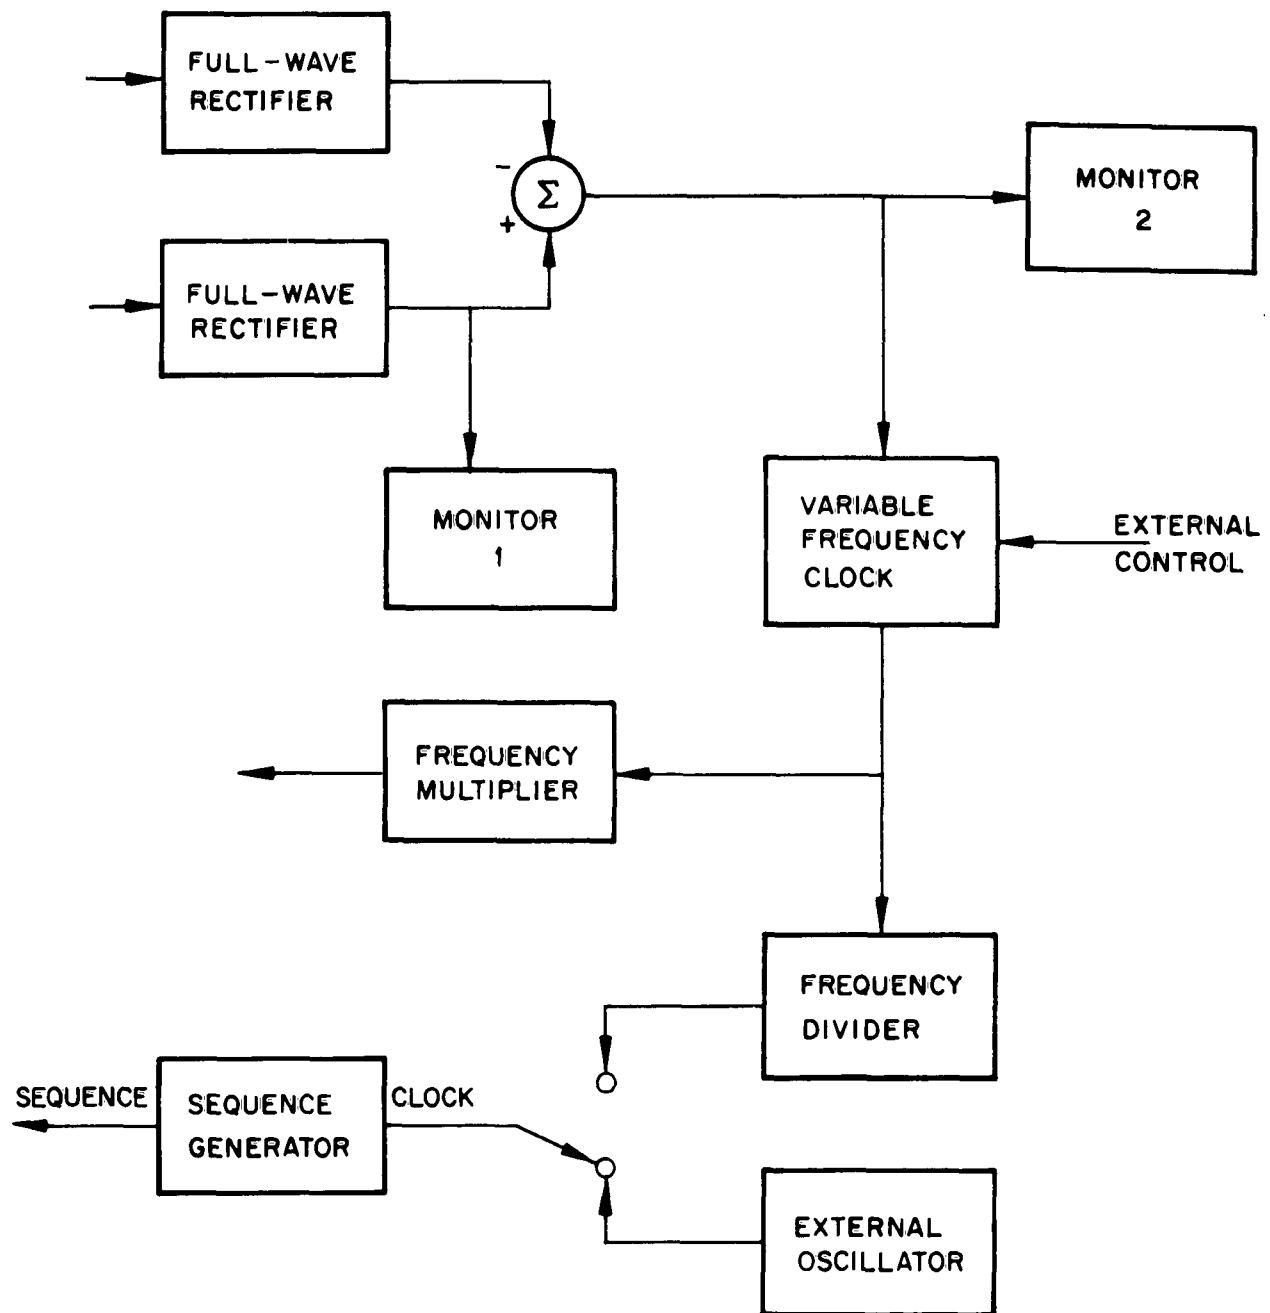 FULL-WAVE
RECTIFIER
-
Σ
+
MONITOR
2
FULL-WAVE
RECTIFIER
MONITOR
1
VARIABLE
FREQUENCY
CLOCK
EXTERNAL
CONTROL
FREQUENCY
MULTIPLIER
FREQUENCY
DIVIDER
SEQUENCE
SEQUENCE
GENERATOR
CLOCK
EXTERNAL
OSCILLATOR